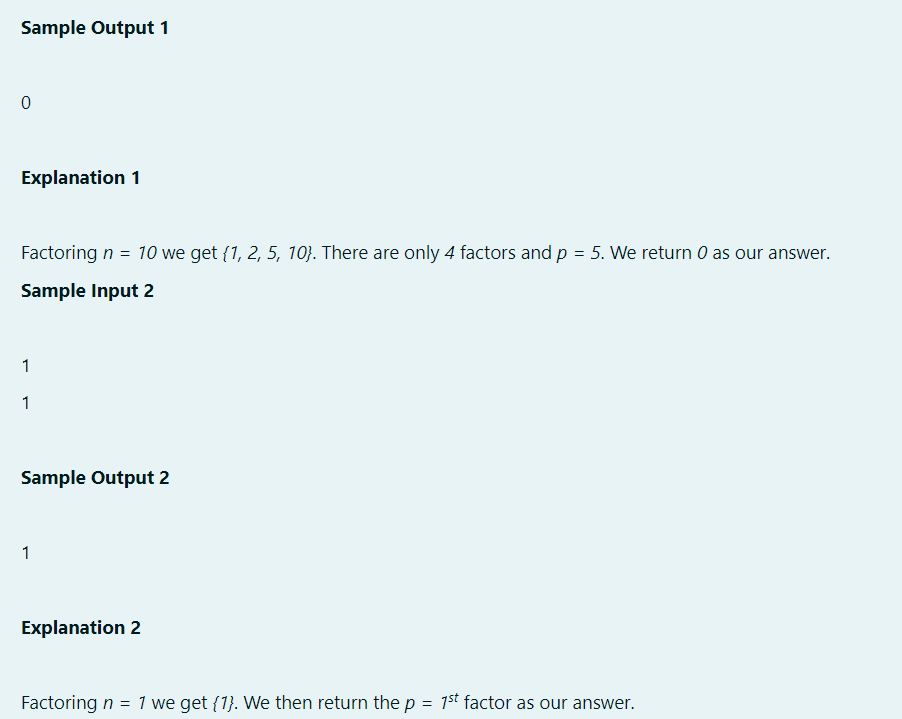 Sample Output 1
0
Explanation 1
Factoring n = 10 we get {1, 2, 5, 10}. There are only 4 factors and p = 5. We return 0 as our answer.
Sample Input 2
1
1
Sample Output 2
1
Explanation 2
Factoring n = 1 we get {1}. We then return the p = 1st factor as our answer.